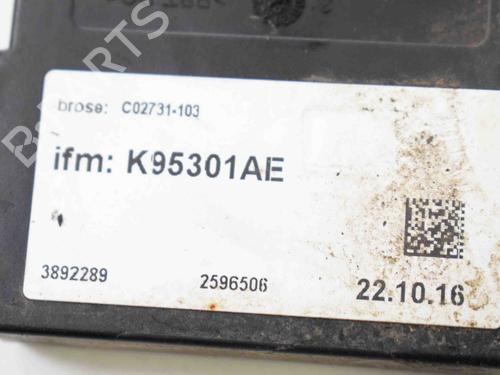 brose: C02731-103
ifm: K95301AE
3892289 2596506 22.10.16